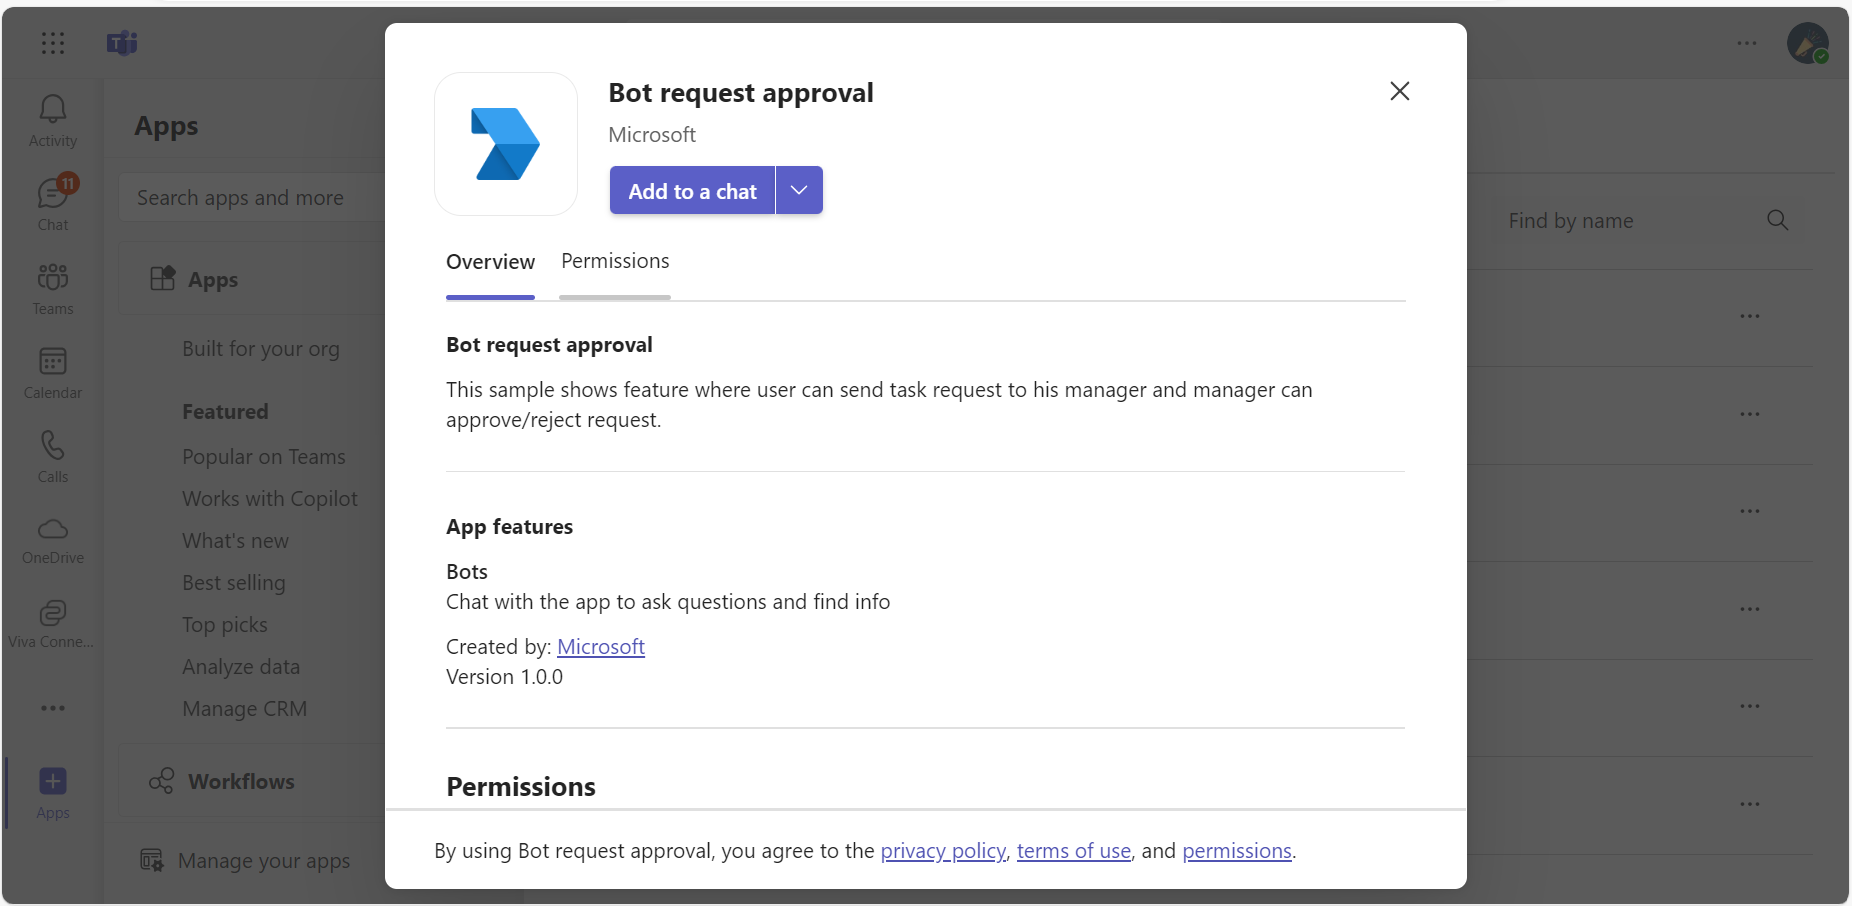 Activity
11
Chat
Teams
Calendar
Calls
OneDrive
Viva Conne...
Apps
Apps
Search apps and more
Apps
Built for your org
Featured
Popular on Teams
Works with Copilot
What's new
Best selling
Top picks
Analyze data
Manage CRM
Workflows
Manage your apps
Bot request approval
Microsoft
Add to a chat
Overview Permissions
Bot request approval
This sample shows feature where user can send task request to his manager and manager can
approve/reject request.
App features
Bots
Chat with the app to ask questions and find info
Created by: Microsoft
Version 1.0.0
Permissions
By using Bot request approval, you agree to the privacy policy, terms of use, and permissions.
Find by name